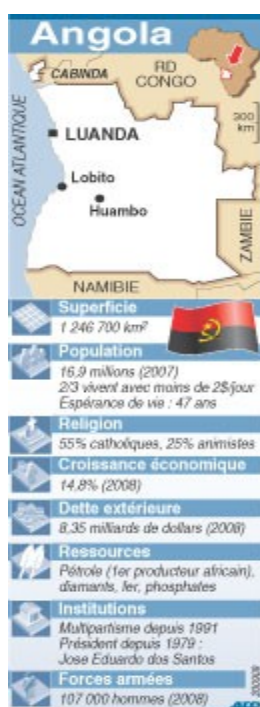 Angola
CABINDA
RD
CONGO
OCEAN ATLANTIQUE
300
km
LUANDA
Lobito
Huambo
ZAMBIE
NAMIBIE
Superficie
1 246 700 km²
Population
16,9 millions (2007)
2/3 vivent avec moins de 2$/jour
Espérance de vie : 47 ans
Religion
55% catholiques, 25% animistes
Croissance économique
14,8% (2008)
Dette extérieure
8,35 milliards de dollars (2008)
Ressources
Pétrole (1er producteur africain),
diamants, fer, phosphates
Institutions
Multipartisme depuis 1991
Président depuis 1979 :
Jose Eduardo dos Santos
Forces armées
107 000 hommes (2008)